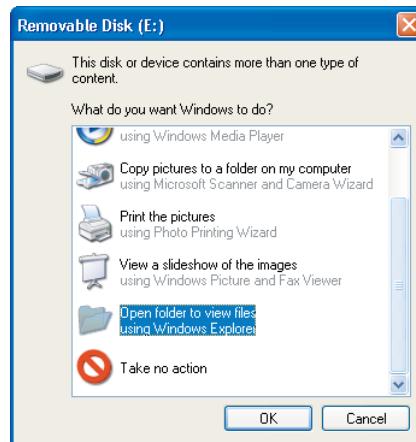 Removable Disk (E:)
This disk or device contains more than one type of
content.
What do you want Windows to do?
using Windows Media Player
Copy pictures to a folder on my computer
using Microsoft Scanner and Camera Wizard
Print the pictures
using Photo Printing Wizard
View a slideshow of the images
using Windows Picture and Fax Viewer
Open folder to view files
using Windows Explorer
Take no action
OK
Cancel